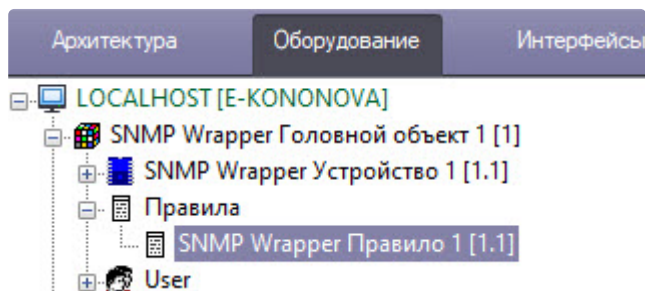 Архитектура Оборудование Интерфейсы
LOCALHOST [E-KONONOVA]
SNMP Wrapper Головной объект 1 [1]
SNMP Wrapper Устройство 1 [1.1]
Правила
SNMP Wrapper Правило 1 [1.1]
User